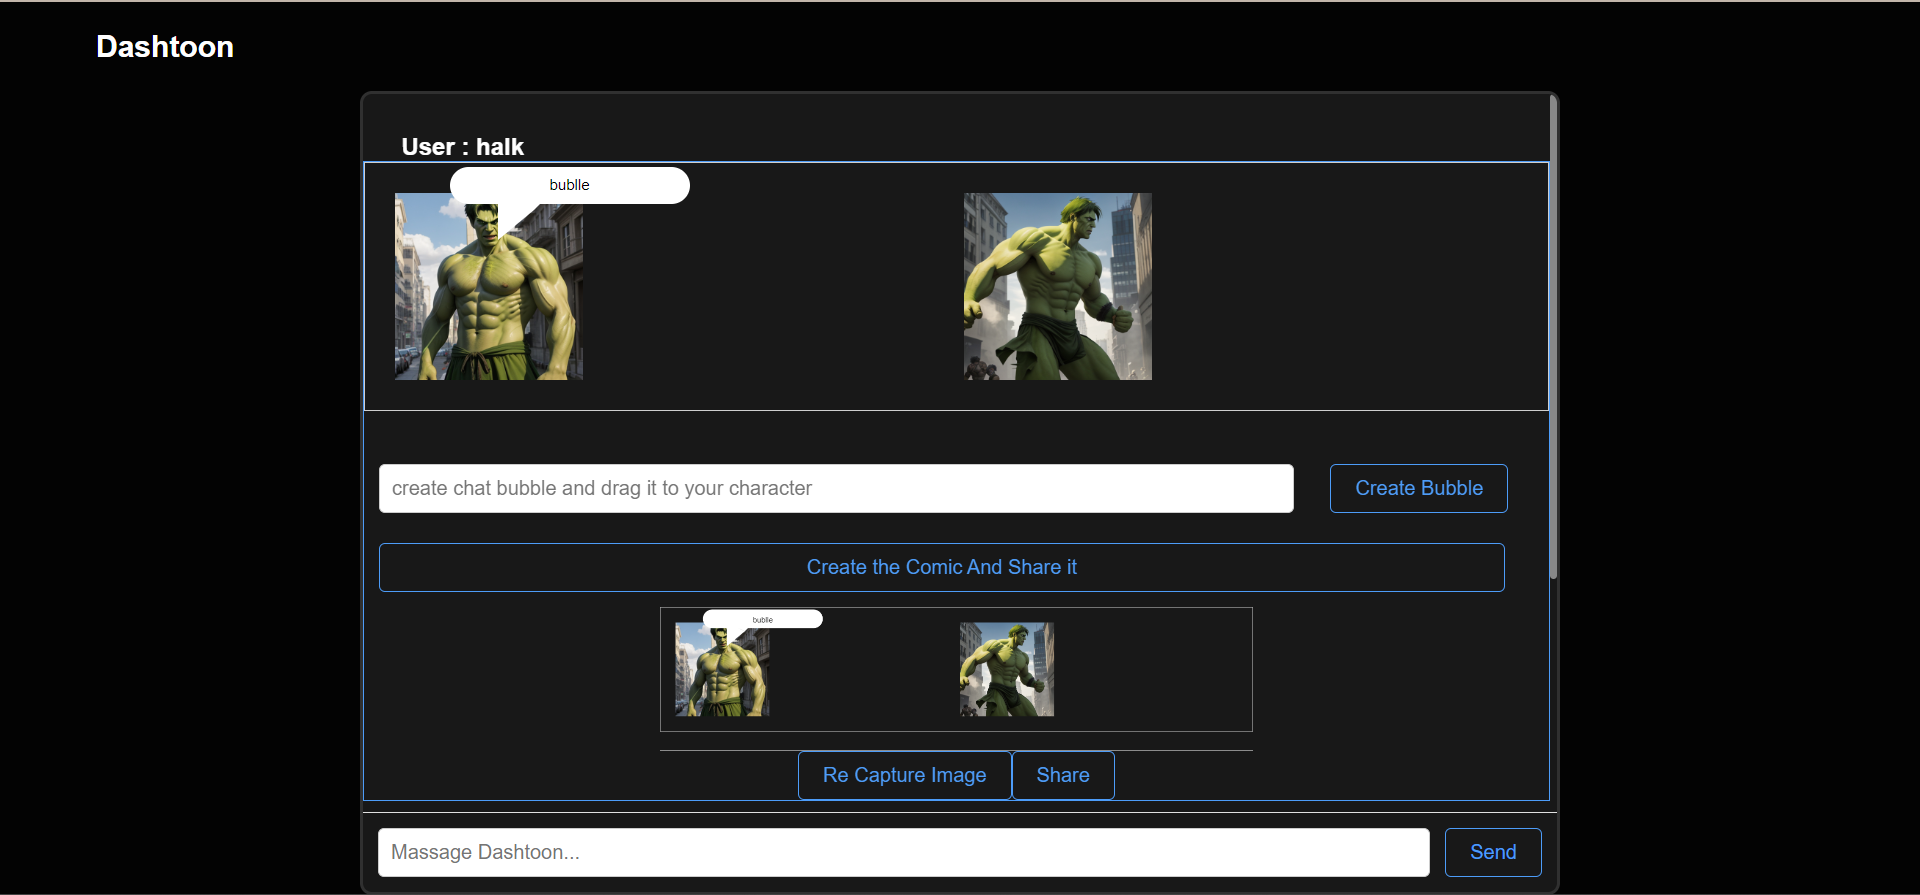 Dashtoon
User : halk
bublle
create chat bubble and drag it to your character
Create Bubble
Create the Comic And Share it
bublle
Re Capture Image
Share
Massage Dashtoon...
Send